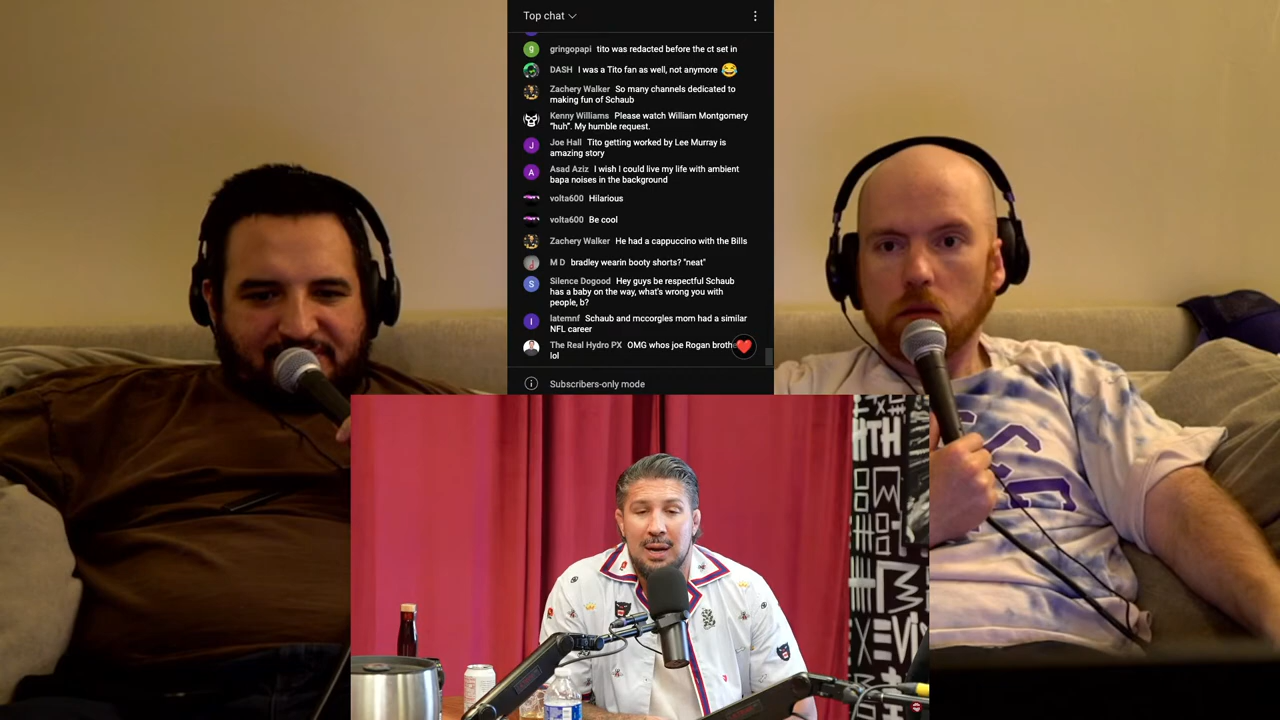 Top chat
gringopapi tito was redacted before the ct set in
DASH I was a Tito fan as well, not anymore 😂
Zachery Walker So many channels dedicated to
making fun of Schaub
Kenny Williams Please watch William Montgomery
"huh". My humble request.
Joe Hall Tito getting worked by Lee Murray is
amazing story
Asad Aziz I wish I could live my life with ambient
bapa noises in the background
volta600 Hilarious
volta600 Be cool
Zachery Walker He had a cappuccino with the Bills
M D bradley wearin booty shorts? "neat"
Silence Dogood Hey guys be respectful Schaub
has a baby on the way, what's wrong you with
people, b?
latemnf Schaub and mccorgles mom had a similar
NFL career
The Real Hydro PX OMG whos joe Rogan
lol
Subscribers-only mode